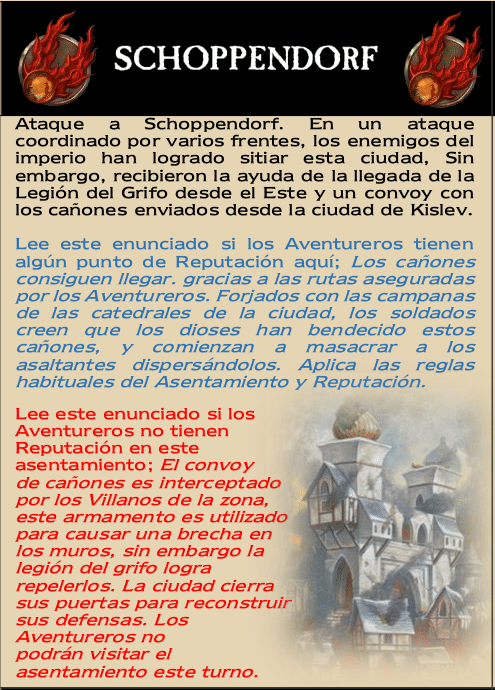 SCHOPPENDORF
Ataque a Schoppendorf. En un ataque
coordinado por varios frentes, los enemigos del
imperio han logrado sitiar esta ciudad, Sin
embargo, recibieron la ayuda de la llegada de la
Legión del Grifo desde el Este y un convoy con
los cañones enviados desde la ciudad de Kislev.
Lee este enunciado si los Aventureros tienen
algún punto de Reputación aquí; Los cañones
consiguen llegar. gracias a las rutas aseguradas
por los Aventureros. Forjados con las campanas
de las catedrales de la ciudad, los soldados
creen que los dioses han bendecido estos
cañones, y comienzan a masacrar a los
asaltantes dispersándolos. Aplica las reglas
habituales del Asentamiento y Reputación.
Lee este enunciado si los
Aventureros no tienen
Reputación en este
asentamiento; El convoy
de cañones es interceptado
por los Villanos de la zona,
este armamento es utilizado
para causar una brecha en
los muros, sin embargo la
legión del grifo logra
repelerlos. La ciudad cierra
sus puertas para reconstruir
sus defensas. Los
Aventureros no
podrán visitar el
asentamiento este turno.